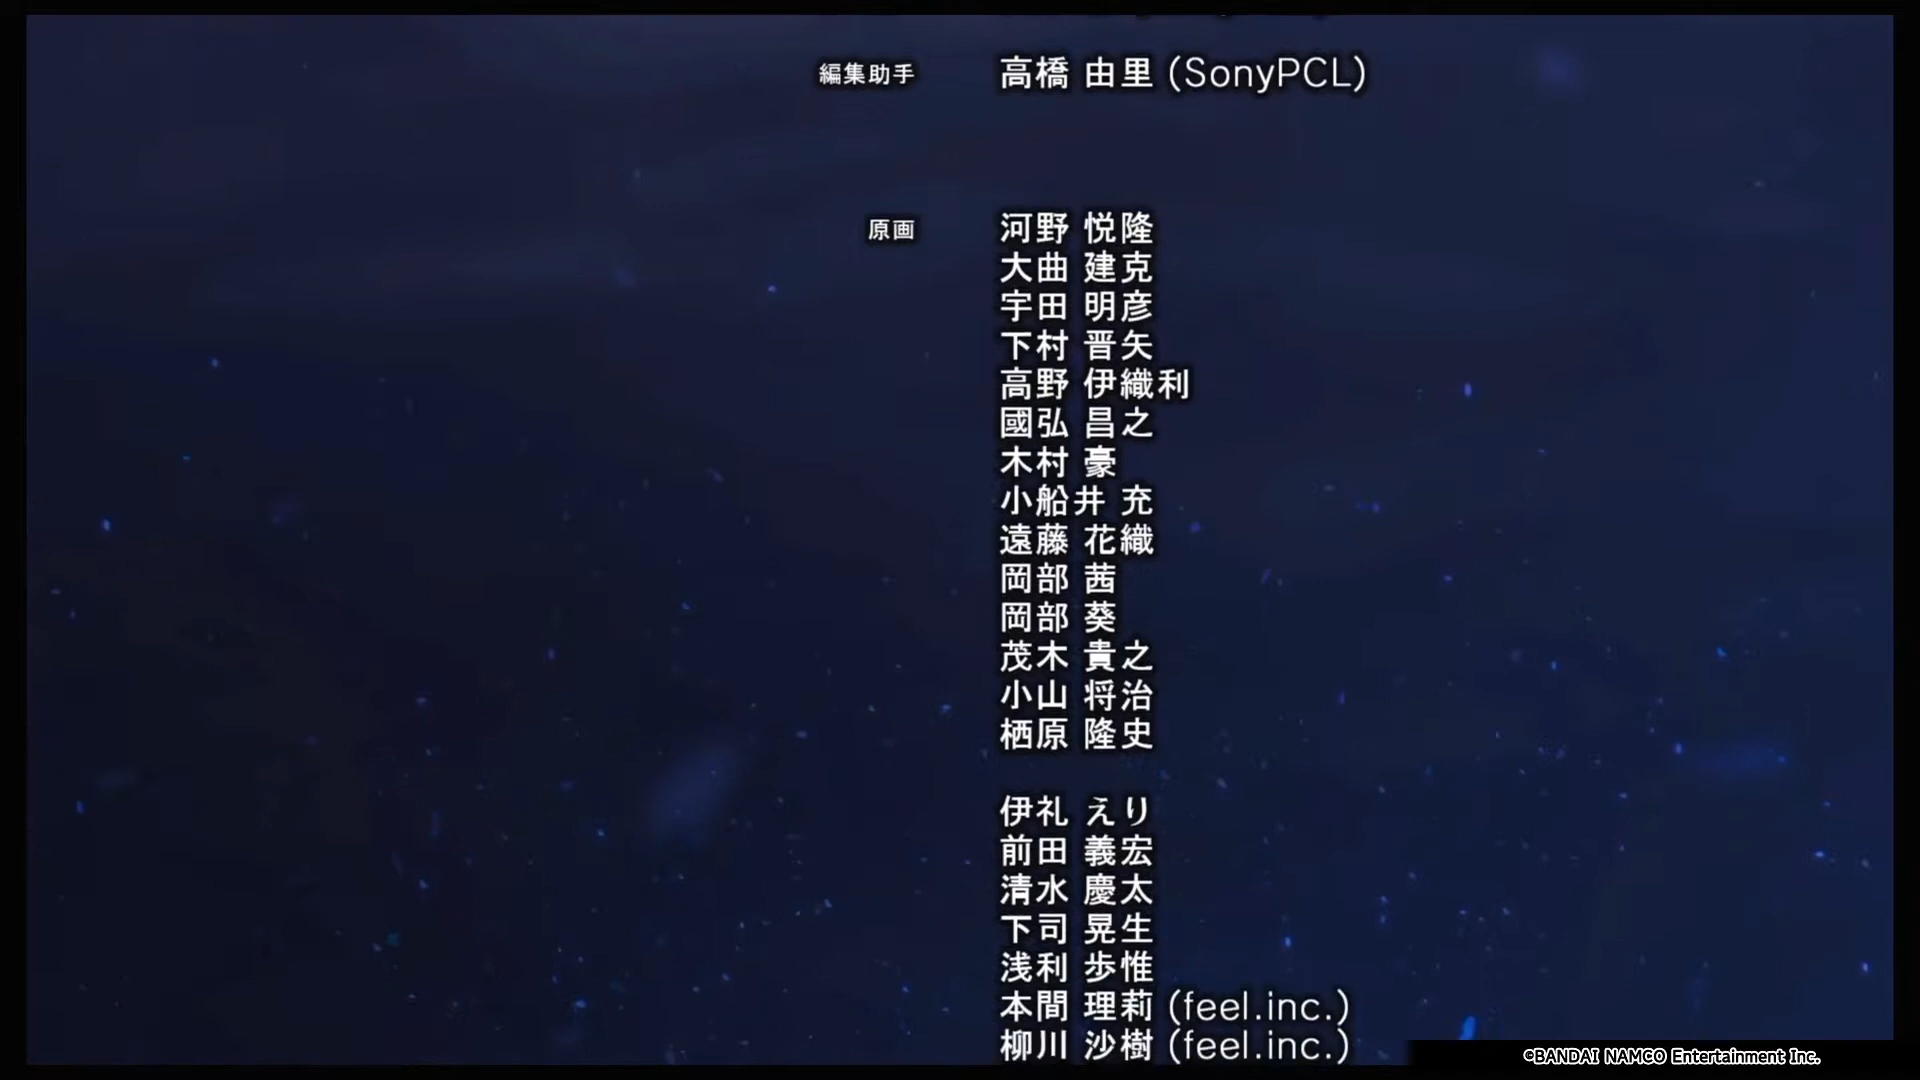 編集助手 高橋 由里 (SonyPCL)
原画 河野 悦隆
大曲 建克
宇田 明彦
下村 晋矢
高野 伊織利
國弘 昌之
木村 豪
小船井 充
遠藤 花織
岡部 茜
岡部 葵
茂木 貴之
小山 将治
栖原 隆史
伊礼 えり
前田 義宏
清水 慶太
下司 晃生
浅利 歩惟
本間 理莉 (feel.inc.)
柳川 沙樹 (feel.inc.)
©BANDAI NAMCO Entertainment Inc.